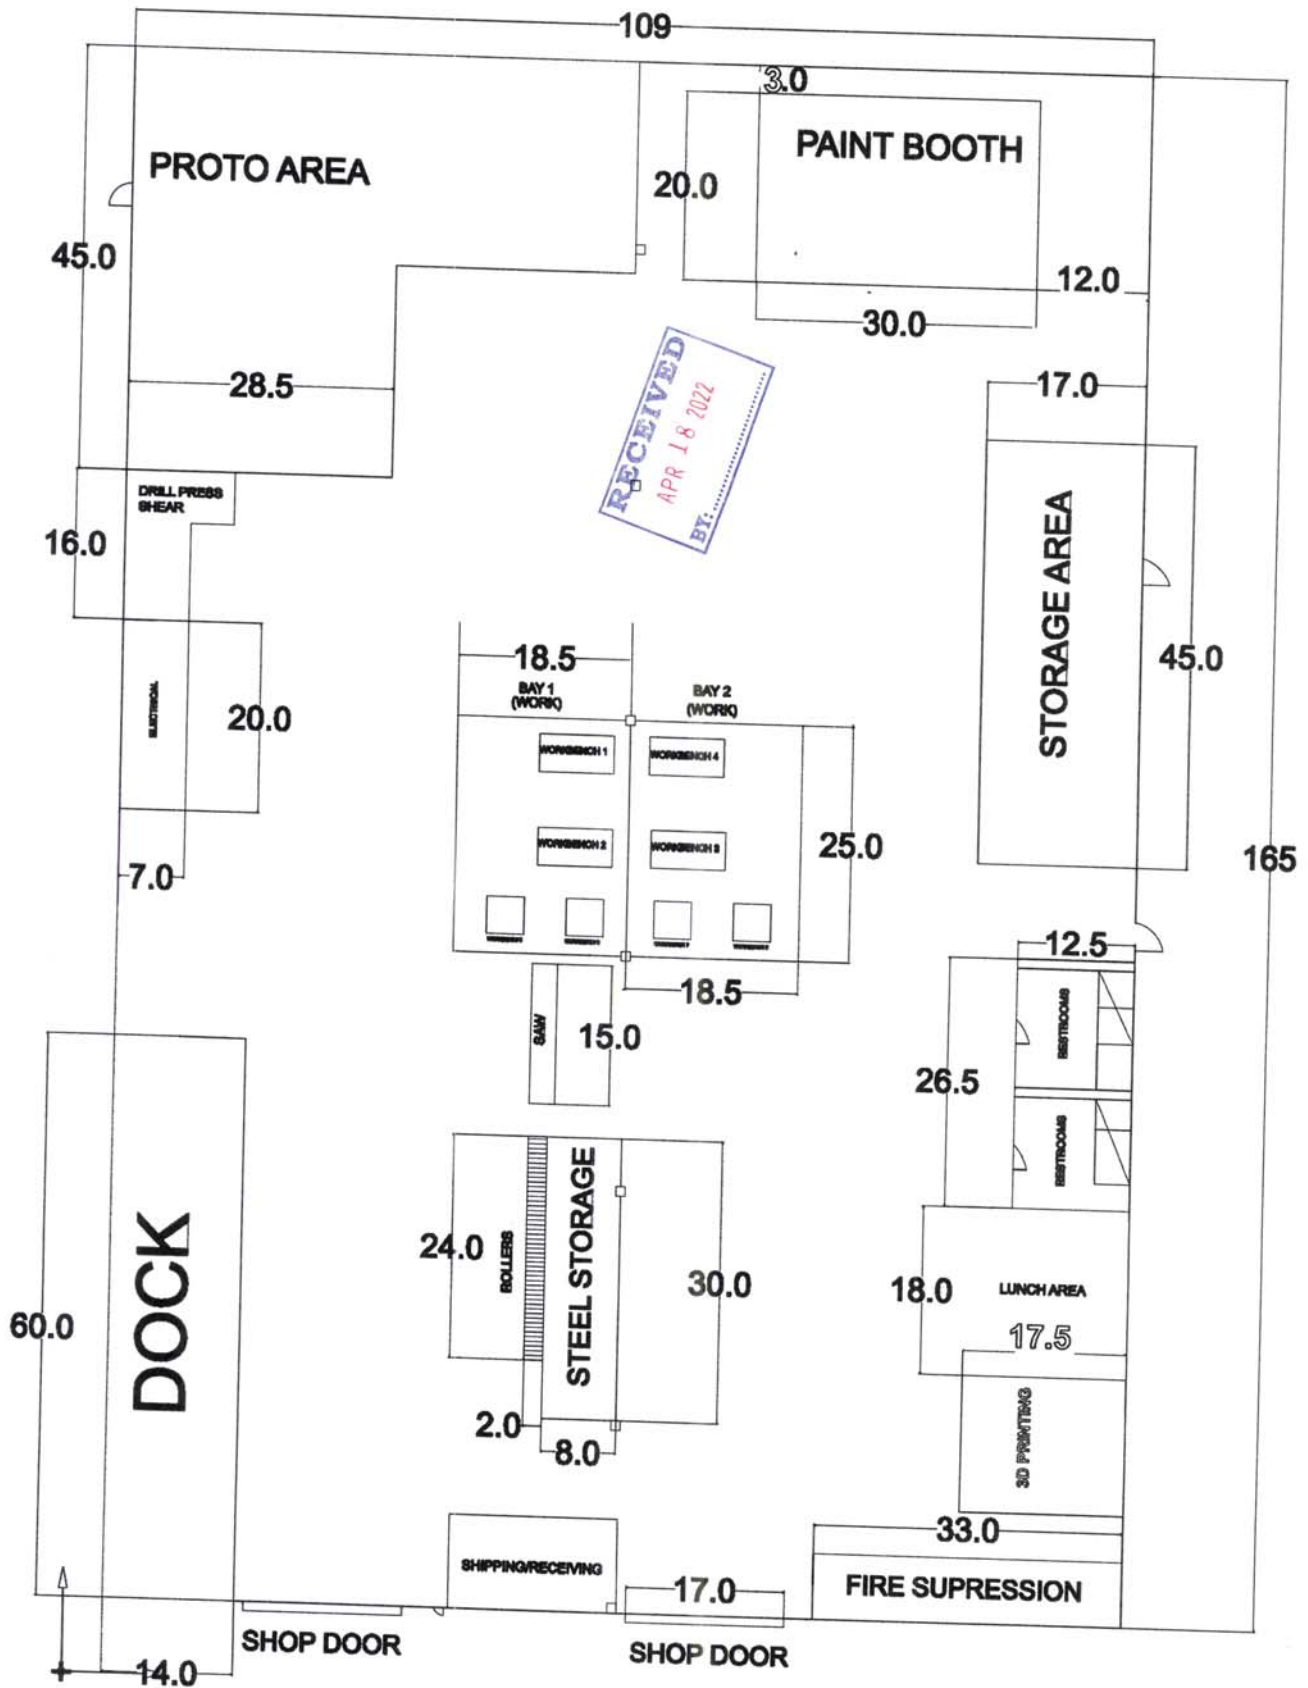 109
3.0
PROTO AREA
PAINT BOOTH
20.0
45.0
12.0
30.0
28.5
17.0
RECEIVED
APR 18 2022
BY:
DRILL PRESS
SHEAR
16.0
STORAGE AREA
45.0
18.5
BAY 1
(WORK)
BAY 2
(WORK)
ELECTRICAL
20.0
WORKBENCH 1
WORKBENCH 4
WORKBENCH 2
WORKBENCH 3
25.0
165
7.0
12.5
18.5
SAW
15.0
RESTROOMS
26.5
RESTROOMS
DOCK
24.0
ROLLERS
STEEL STORAGE
30.0
18.0
LUNCH AREA
60.0
17.5
3D PRINTING
2.0
8.0
33.0
SHIPPING/RECEIVING
17.0
FIRE SUPRESSION
SHOP DOOR
SHOP DOOR
14.0